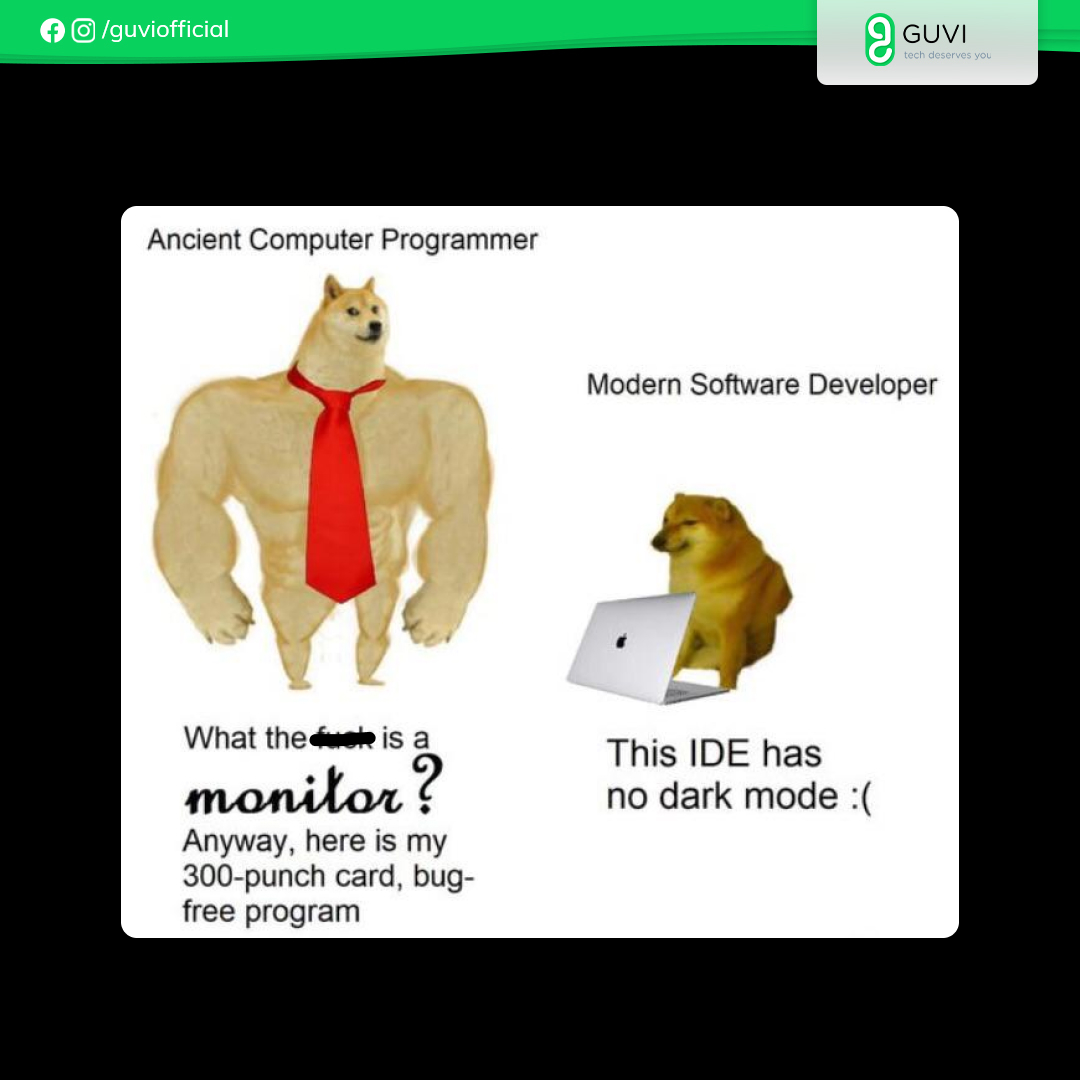 /guviofficial
GUVI
tech deserves you
Ancient Computer Programmer
Modern Software Developer
What the fuck is a
monitor?
Anyway, here is my
300-punch card, bug-
free program
This IDE has
no dark mode :(